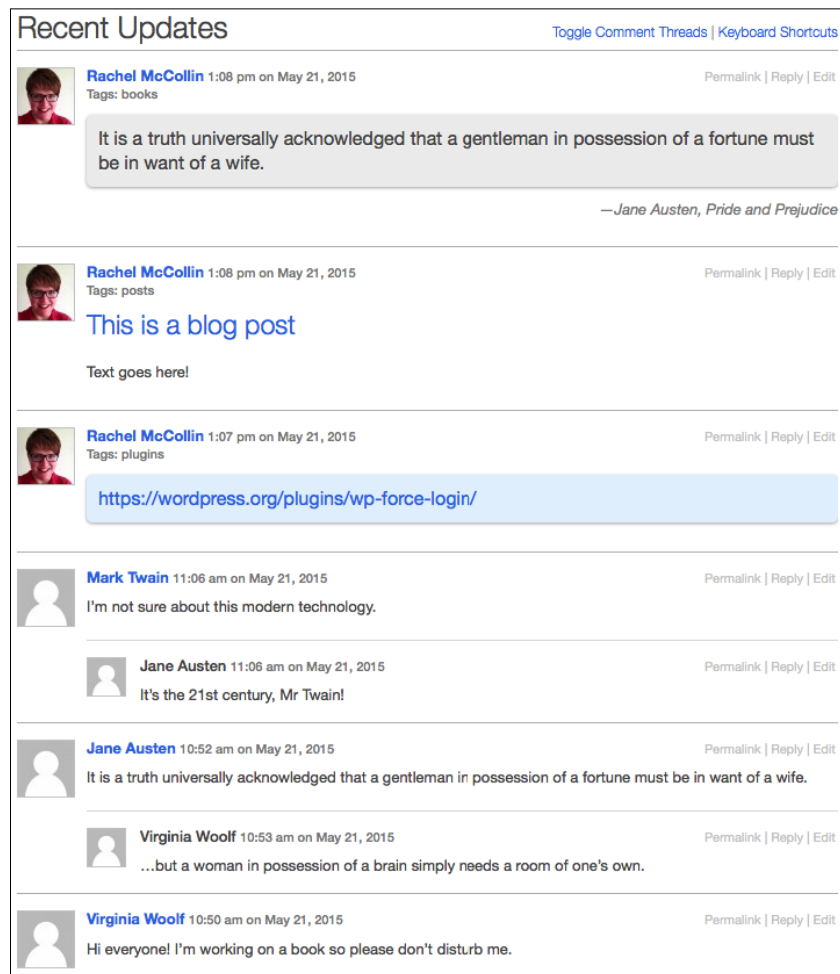 Recent Updates
Toggle Comment Threads | Keyboard Shortcuts
Rachel McCollin 1:08 pm on May 21, 2015
Permalink | Reply | Edit
Tags: books
It is a truth universally acknowledged that a gentleman in possession of a fortune must
be in want of a wife.
—Jane Austen, Pride and Prejudice
Rachel McCollin 1:08 pm on May 21, 2015
Permalink | Reply | Edit
Tags: posts
This is a blog post
Text goes here!
Rachel McCollin 1:07 pm on May 21, 2015
Permalink | Reply | Edit
Tags: plugins
https://wordpress.org/plugins/wp-force-login/
Mark Twain 11:06 am on May 21, 2015
Permalink | Reply | Edit
I'm not sure about this modern technology.
Jane Austen 11:06 am on May 21, 2015
Permalink | Reply | Edit
It's the 21st century, Mr Twain!
Jane Austen 10:52 am on May 21, 2015
Permalink | Reply | Edit
It is a truth universally acknowledged that a gentleman in possession of a fortune must be in want of a wife.
Virginia Woolf 10:53 am on May 21, 2015
Permalink | Reply | Edit
…but a woman in possession of a brain simply needs a room of one's own.
Virginia Woolf 10:50 am on May 21, 2015
Permalink | Reply | Edit
Hi everyone! I'm working on a book so please don't disturb me.